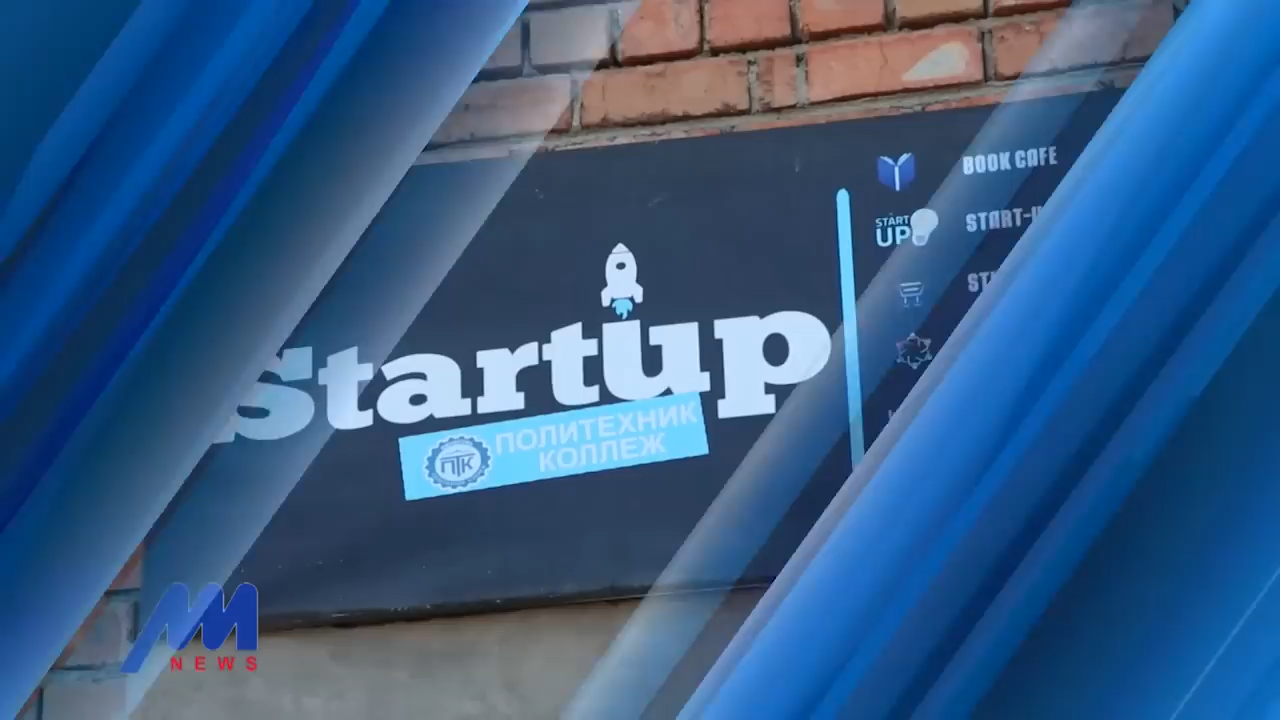 Startup
ПОЛИТЕХНИК
КОЛЛЕЖ
ПТК
BOOK CAFE
START
UP
START-U
NEWS